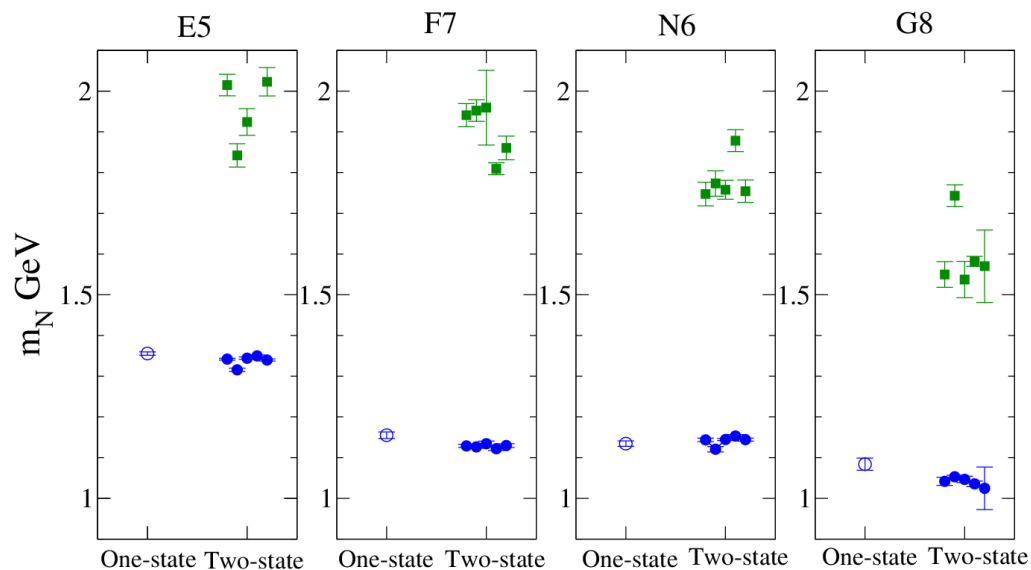 E5 F7 N6 G8
m_N GeV
2 2 2 2
1.5 1.5 1.5 1.5
1 1 1 1
One-state Two-state One-state Two-state One-state Two-state One-state Two-state